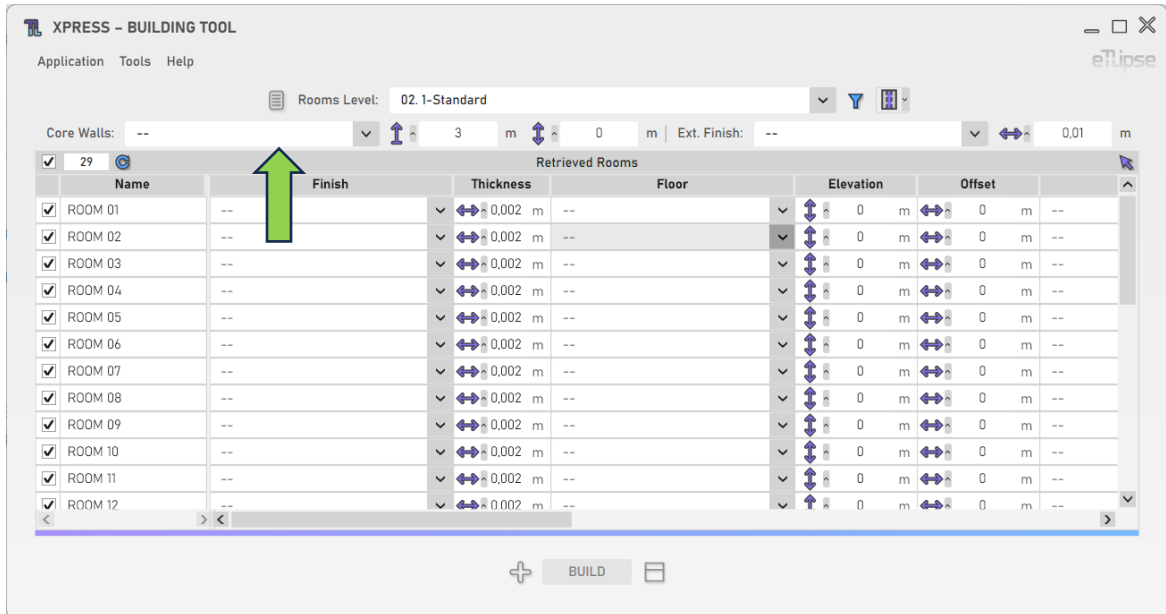 XPRESS – BUILDING TOOL
Application Tools Help
eTLipse
Rooms Level: 02. 1-Standard
Core Walls: -- 3 m 0 m | Ext. Finish: -- 0,01 m
29 Retrieved Rooms
Name Finish Thickness Floor Elevation Offset
ROOM 01 -- 0,002 m -- 0 m 0 m --
ROOM 02 -- 0,002 m -- 0 m 0 m --
ROOM 03 -- 0,002 m -- 0 m 0 m --
ROOM 04 -- 0,002 m -- 0 m 0 m --
ROOM 05 -- 0,002 m -- 0 m 0 m --
ROOM 06 -- 0,002 m -- 0 m 0 m --
ROOM 07 -- 0,002 m -- 0 m 0 m --
ROOM 08 -- 0,002 m -- 0 m 0 m --
ROOM 09 -- 0,002 m -- 0 m 0 m --
ROOM 10 -- 0,002 m -- 0 m 0 m --
ROOM 11 -- 0,002 m -- 0 m 0 m --
ROOM 12 -- 0,002 m -- 0 m 0 m --
BUILD